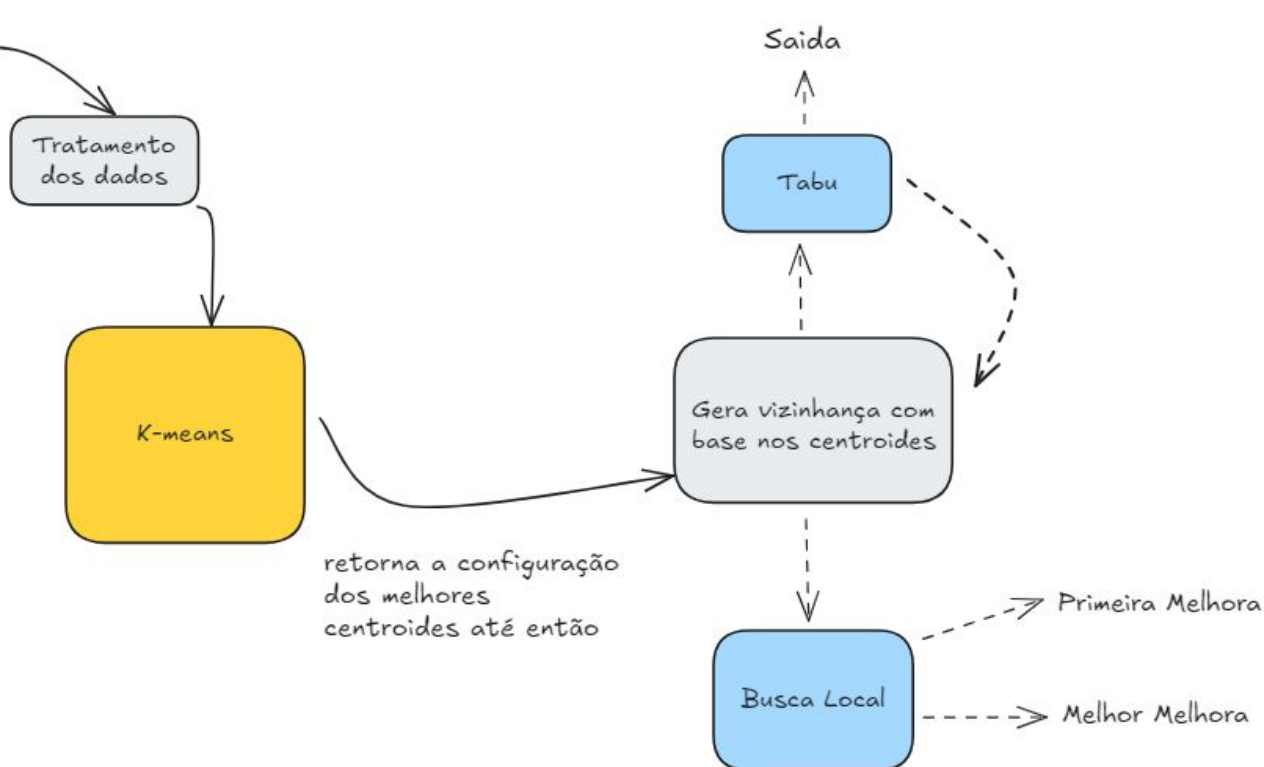 Saida
Tratamento
dos dados
Tabu
K-means
Gera vizinhança com
base nos centroides
retorna a configuração
dos melhores
centroides até então
Primeira Melhora
Busca Local
Melhor Melhora